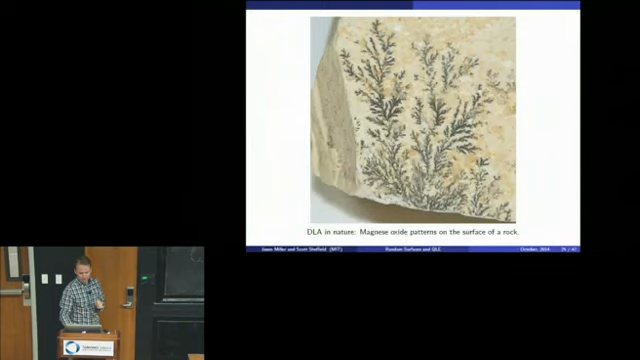 DLA in nature: Magnese oxide patterns on the surface of a rock.
Jason Miller and Scott Sheffield (MIT)
Random Surfaces and QLE
October, 2014
25 / 47